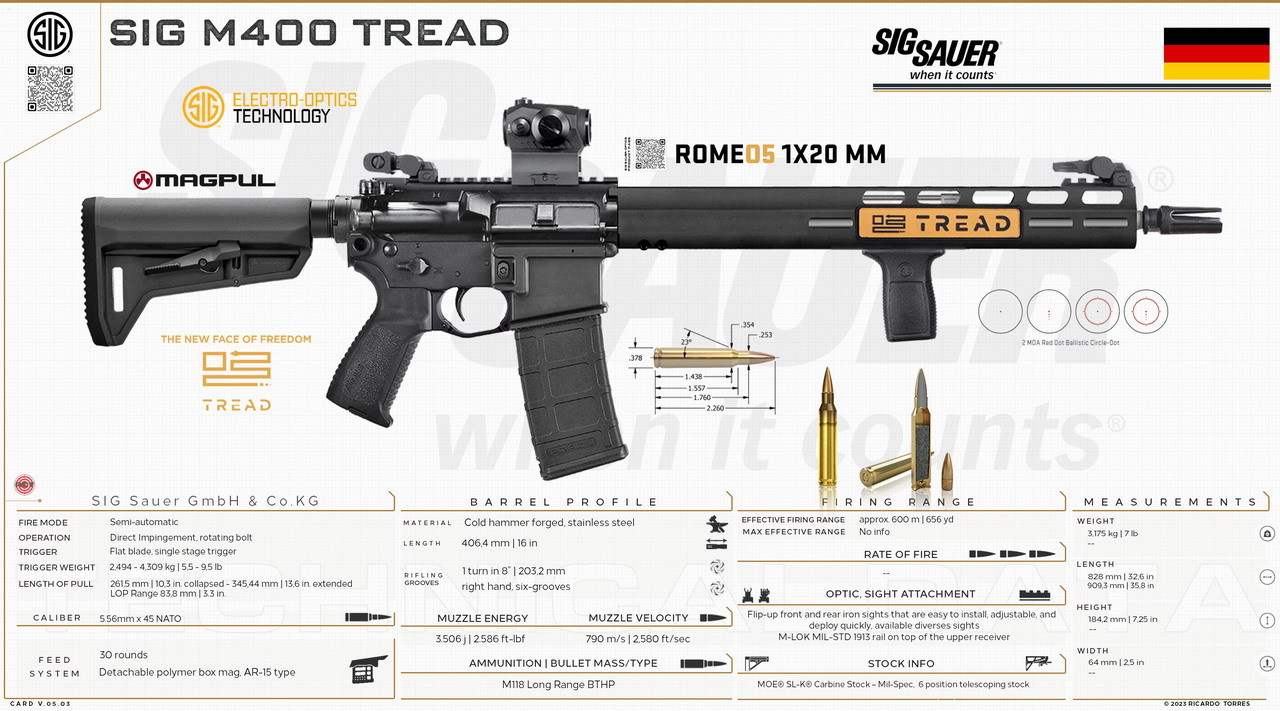 SIG
SIG M400 TREAD
SIG SAUER
when it counts
SIG ELECTRO-OPTICS
TECHNOLOGY
ROMEO5 1X20 MM
MAGPUL
TREAD
2 MOA Red Dot Ballistic Circle-Dot
THE NEW FACE OF FREEDOM
TREAD
23°
.354
.253
.378
1.438
1.557
1.760
2.260
SIG SAUER
when it counts
SIG Sauer GmbH & Co.KG
FIRE MODE Semi-automatic
OPERATION Direct Impingement, rotating bolt
TRIGGER Flat blade, single stage trigger
TRIGGER WEIGHT 2,494 - 4,309 kg | 5,5 - 9,5 lb
LENGTH OF PULL 261,5 mm | 10,3 in. collapsed - 345,44 mm | 13,6 in. extended
LOP Range 83,8 mm | 3.3 in.
CALIBER 5.56mm x 45 NATO
FEED
SYSTEM
30 rounds
Detachable polymer box mag, AR-15 type
BARREL PROFILE
MATERIAL Cold hammer forged, stainless steel
LENGTH 406,4 mm | 16 in
RIFLING
GROOVES
1 turn in 8" | 203,2 mm
right hand, six-grooves
MUZZLE ENERGY MUZZLE VELOCITY
3.506 j | 2.586 ft-lbf 790 m/s | 2,580 ft/sec
AMMUNITION | BULLET MASS/TYPE
M118 Long Range BTHP
FIRING RANGE
EFFECTIVE FIRING RANGE approx. 600 m | 656 yd
MAX EFFECTIVE RANGE No info
RATE OF FIRE
--
OPTIC, SIGHT ATTACHMENT
Flip-up front and rear iron sights that are easy to install, adjustable, and
deploy quickly, available diverses sights
M-LOK MIL-STD 1913 rail on top of the upper receiver
STOCK INFO
MOE® SL-K® Carbine Stock – Mil-Spec, 6 position telescoping stock
MEASUREMENTS
WEIGHT
3,175 kg | 7 lb
--
LENGTH
828 mm | 32,6 in
909,3 mm | 35,8 in
HEIGHT
184,2 mm | 7,25 in
--
WIDTH
64 mm | 2,5 in
--
TECHNICAL DATA
CARD V.05.03
© 2023 RICARDO TORRES